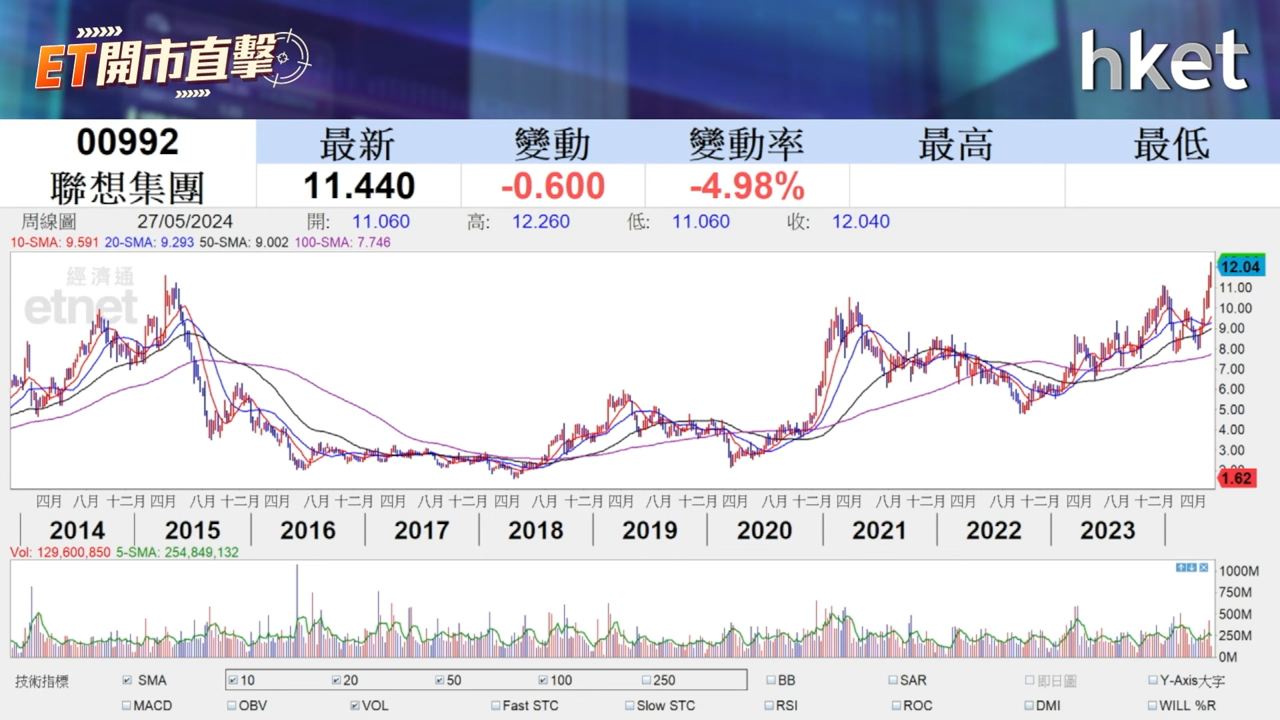 ET開市直擊
hket
00992 最新 變動 變動率 最高 最低
聯想集團 11.440 -0.600 -4.98%
周線圖 27/05/2024 開: 11.060 高: 12.260 低: 11.060 收: 12.040
10-SMA: 9.591 20-SMA: 9.293 50-SMA: 9.002 100-SMA: 7.746
經濟通
etnet
12.04
11.00
10.00
9.00
8.00
7.00
6.00
5.00
4.00
3.00
1.62
四月 八月 十二月 四月 八月 十二月 四月 八月 十二月 四月 八月 十二月 四月 八月 十二月 四月 八月 十二月 四月 八月 十二月 四月 八月 十二月 四月 八月 十二月 四月 八月 十二月 四月
2014 2015 2016 2017 2018 2019 2020 2021 2022 2023
Vol: 129,600,850 5-SMA: 254,849,132
1000M
750M
500M
250M
0M
技術指標 SMA 10 20 50 100 250 BB SAR 即日圖 Y-Axis大字
MACD OBV VOL Fast STC Slow STC RSI ROC DMI WILL %R